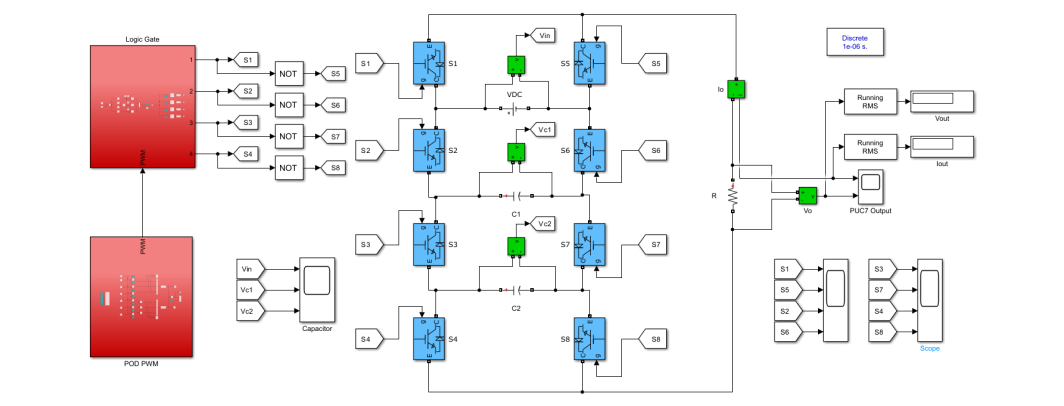 Logic Gate
1
2
3
4
PWM
S1
S2
S3
S4
NOT
NOT
NOT
NOT
S5
S6
S7
S8
PWM
POD PWM
Vin
Vc1
Vc2
Capacitor
S1
S2
S3
S4
E
g
C
S1
C
g
E
S2
C
g
E
S3
C
g
E
S4
Vin
VDC
+
Vc1
+
C1
Vc2
+
C2
C
g
E
S5
E
g
C
S6
E
g
C
S7
E
g
C
S8
S5
S6
S7
S8
Io
R
+
Vo
Discrete
1e-06 s.
Running
RMS
Vout
Running
RMS
Iout
PUC7 Output
S1
S5
S2
S6
S3
S7
S4
S8
Scope